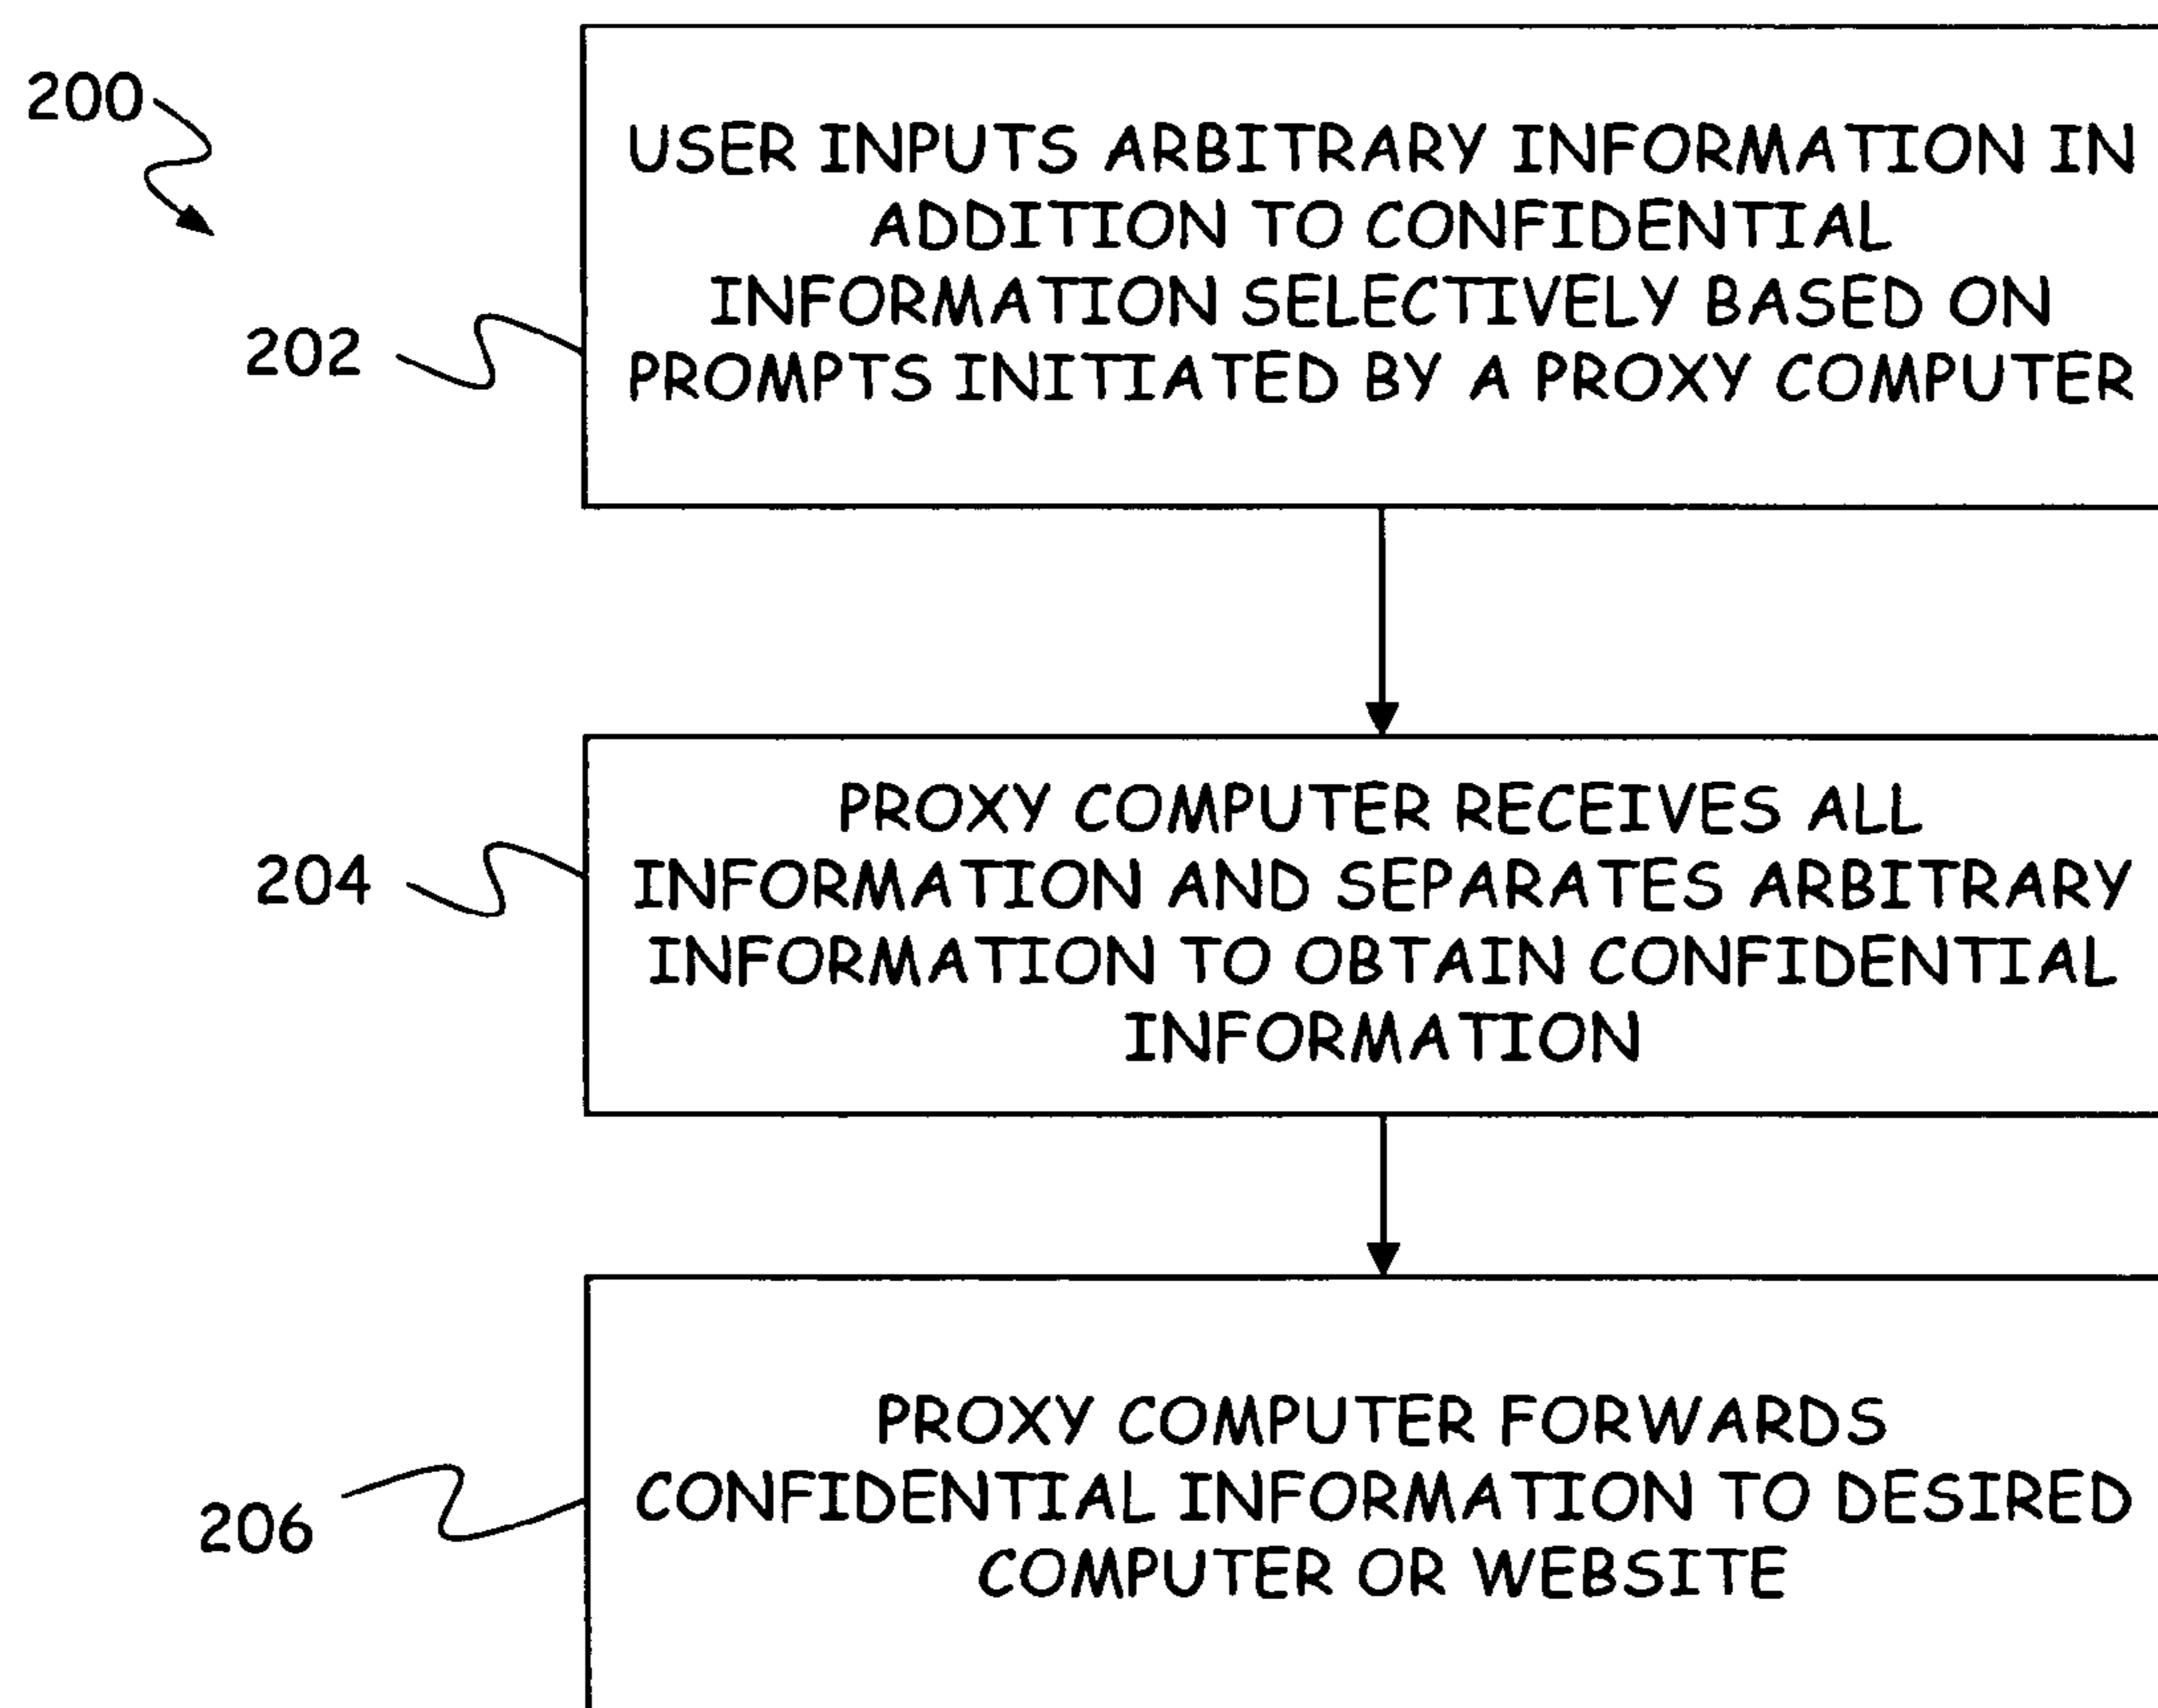 200
USER INPUTS ARBITRARY INFORMATION IN
ADDITION TO CONFIDENTIAL
INFORMATION SELECTIVELY BASED ON
PROMPTS INITIATED BY A PROXY COMPUTER
202
PROXY COMPUTER RECEIVES ALL
INFORMATION AND SEPARATES ARBITRARY
INFORMATION TO OBTAIN CONFIDENTIAL
INFORMATION
204
PROXY COMPUTER FORWARDS
CONFIDENTIAL INFORMATION TO DESIRED
COMPUTER OR WEBSITE
206